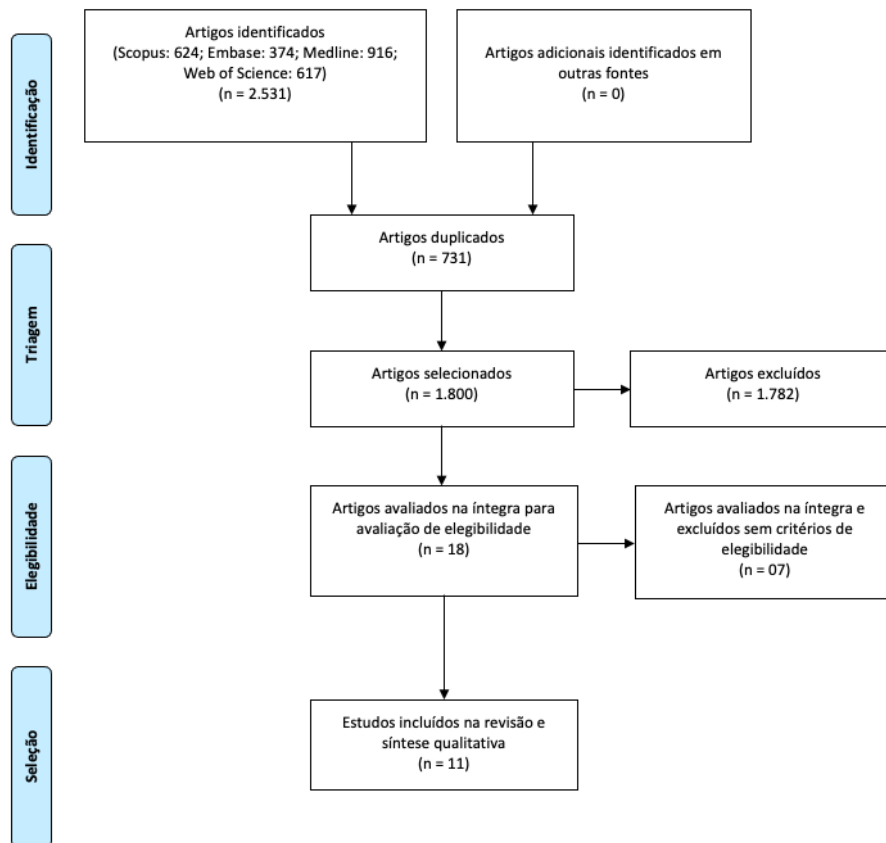 Identificação
Artigos identificados
(Scopus: 624; Embase: 374; Medline: 916;
Web of Science: 617)
(n = 2.531)
Artigos adicionais identificados em
outras fontes
(n = 0)
Triagem
Artigos duplicados
(n = 731)
Artigos selecionados
(n = 1.800)
Artigos excluídos
(n = 1.782)
Elegibilidade
Artigos avaliados na íntegra para
avaliação de elegibilidade
(n = 18)
Artigos avaliados na íntegra e
excluídos sem critérios de
elegibilidade
(n = 07)
Seleção
Estudos incluídos na revisão e
síntese qualitativa
(n = 11)